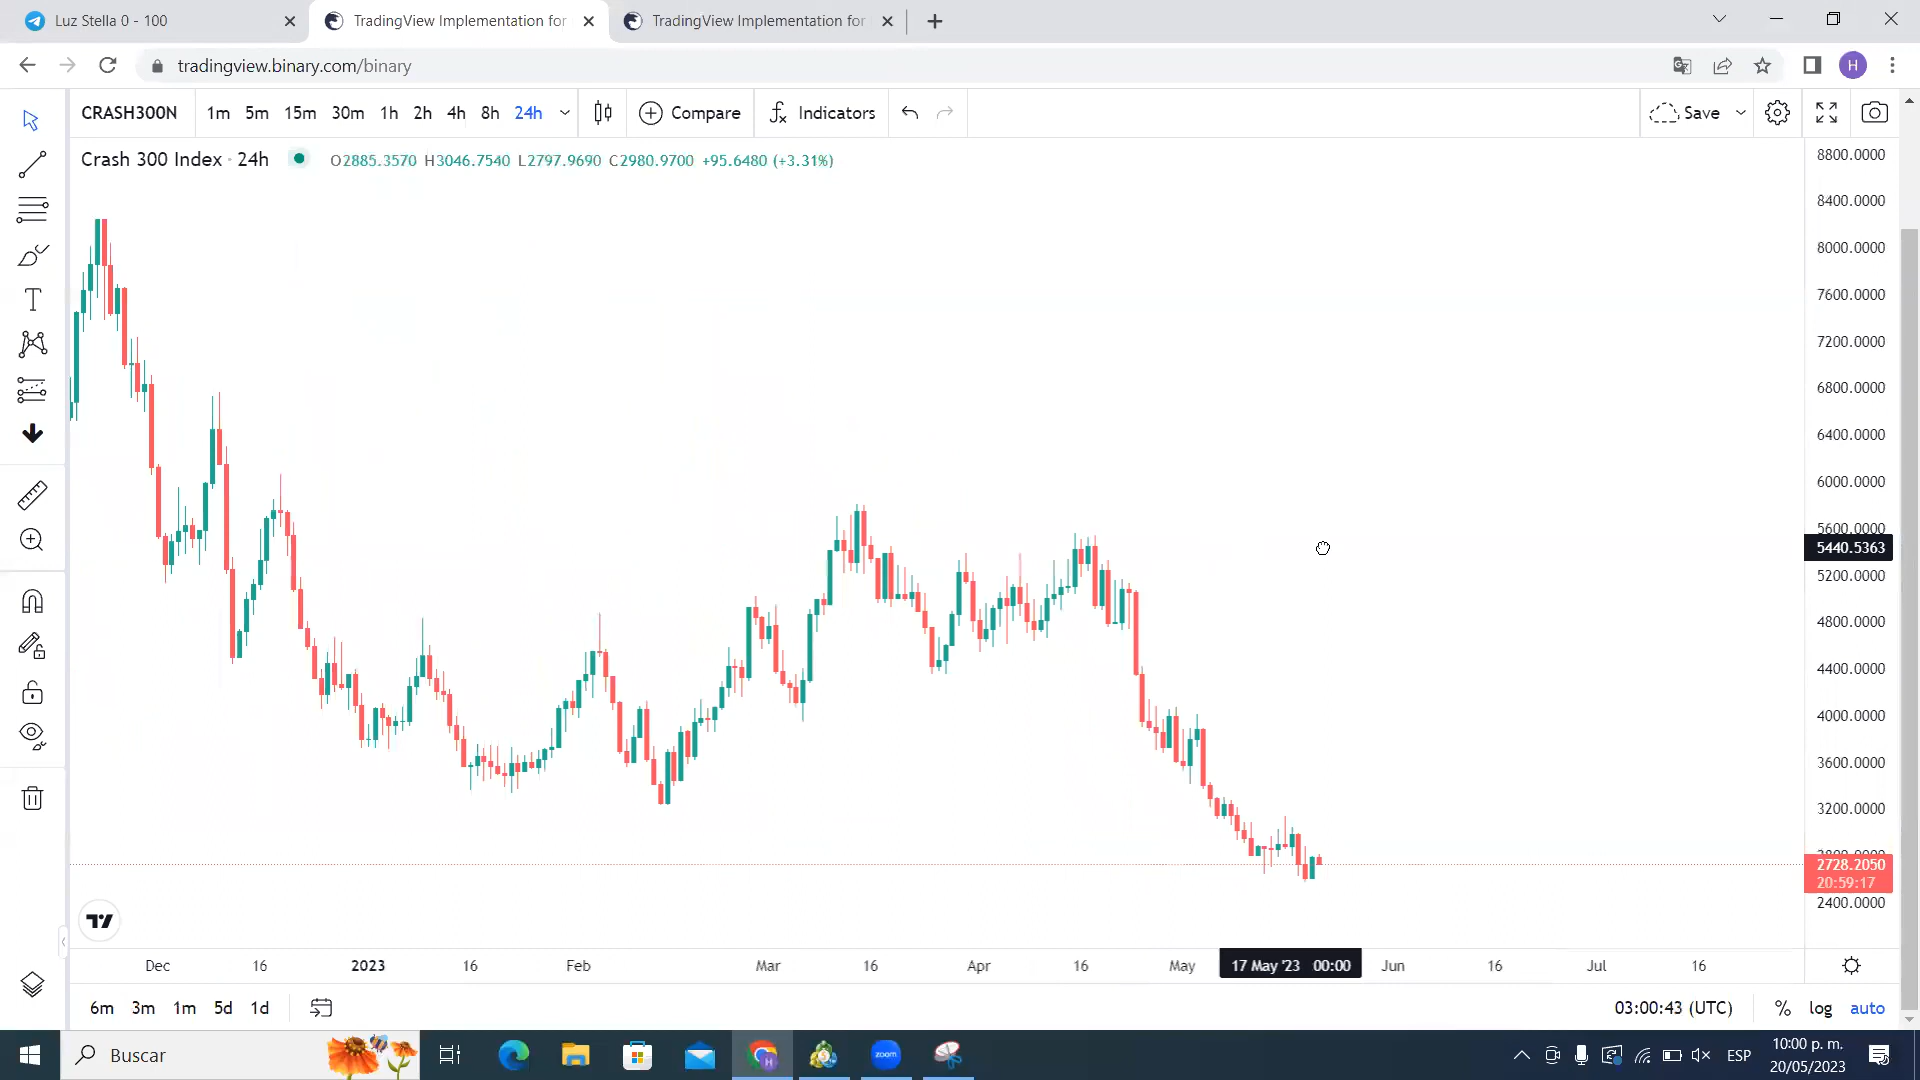 Luz Stella 0 - 100
TradingView Implementation for
TradingView Implementation for
tradingview.binary.com/binary
H
CRASH300N 1m 5m 15m 30m 1h 2h 4h 8h 24h Compare Indicators Save
Crash 300 Index · 24h O2885.3570 H3046.7540 L2797.9690 C2980.9700 +95.6480 (+3.31%)
8800.0000
8400.0000
8000.0000
7600.0000
7200.0000
6800.0000
6400.0000
6000.0000
5600.0000
5440.5363
5200.0000
4800.0000
4400.0000
4000.0000
3600.0000
3200.0000
2728.2050
20:59:17
2400.0000
Dec 16 2023 16 Feb Mar 16 Apr 16 May 17 May '23 00:00 Jun 16 Jul 16
6m 3m 1m 5d 1d 03:00:43 (UTC) % log auto
Buscar
zoom
ESP
10:00 p. m.
20/05/2023